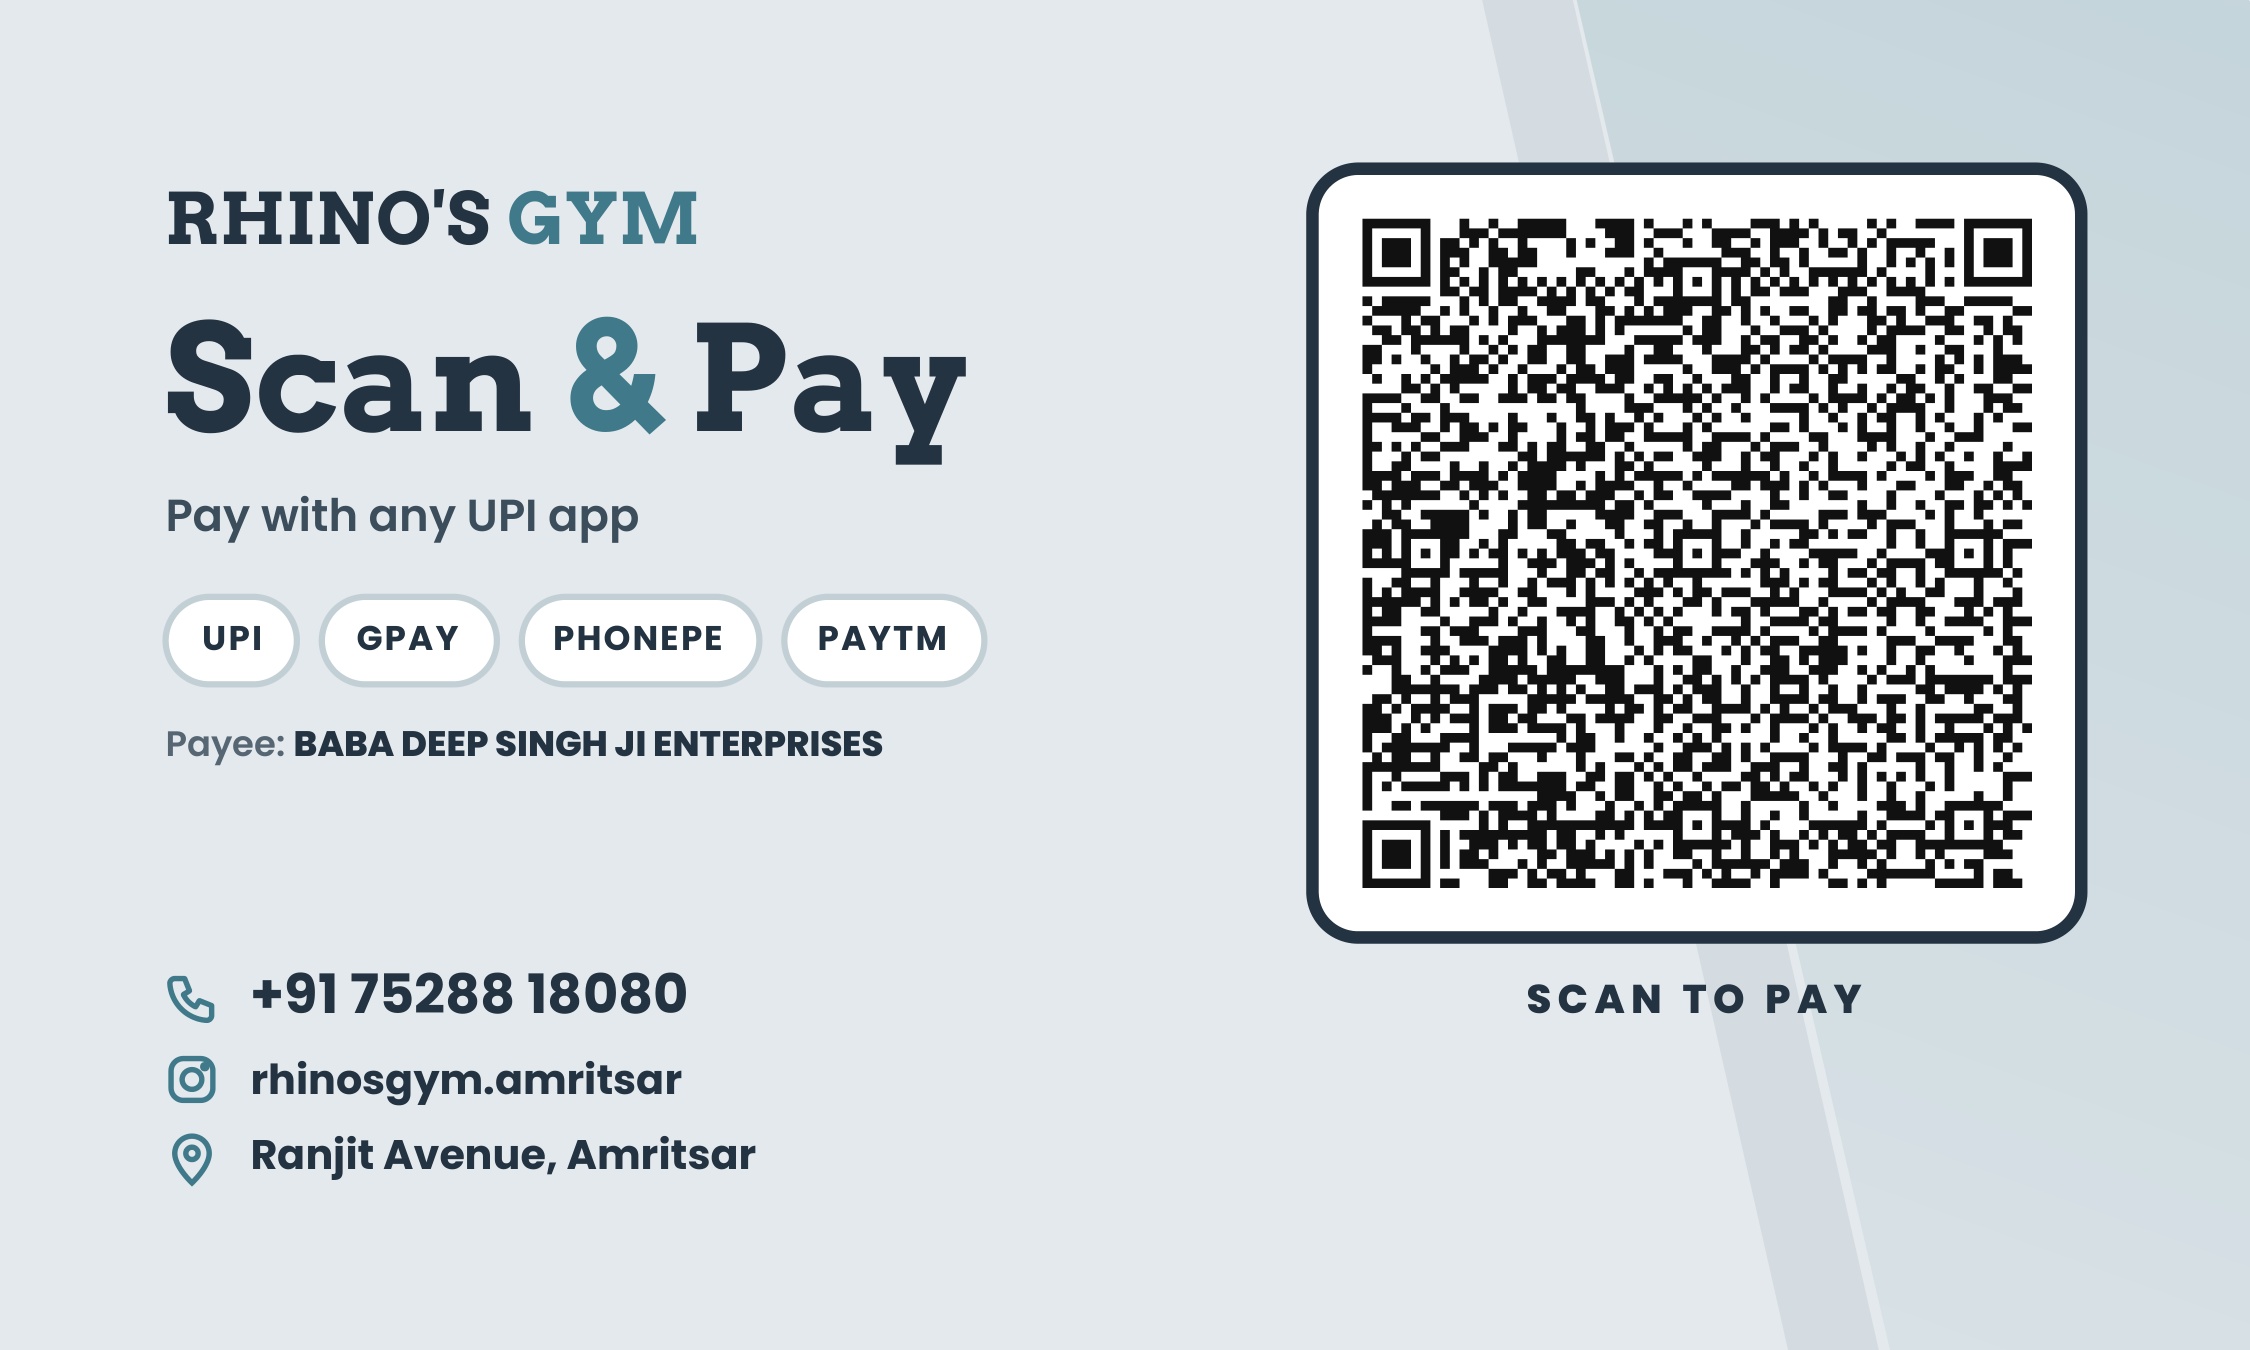 RHINO'S GYM
Scan & Pay
Pay with any UPI app
UPI GPAY PHONEPE PAYTM
Payee: BABA DEEP SINGH JI ENTERPRISES
+91 75288 18080
rhinosgym.amritsar
Ranjit Avenue, Amritsar
SCAN TO PAY